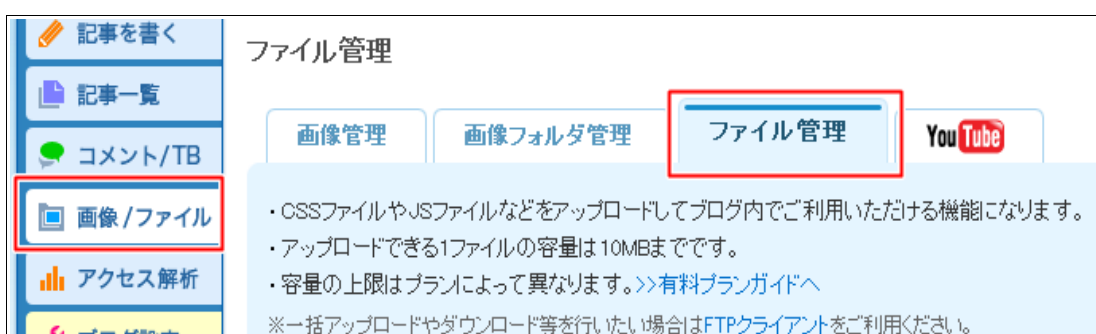 記事を書く
記事一覧
コメント/TB
画像/ファイル
アクセス解析
ファイル管理
画像管理
画像フォルダ管理
ファイル管理
You Tube
・CSSファイルやJSファイルなどをアップロードしてブログ内でご利用いただける機能になります。
・アップロードできる1ファイルの容量は10MBまでです。
・容量の上限はプランによって異なります。>>有料プランガイドへ
※一括アップロードやダウンロード等を行いたい場合はFTPクライアントをご利用ください。